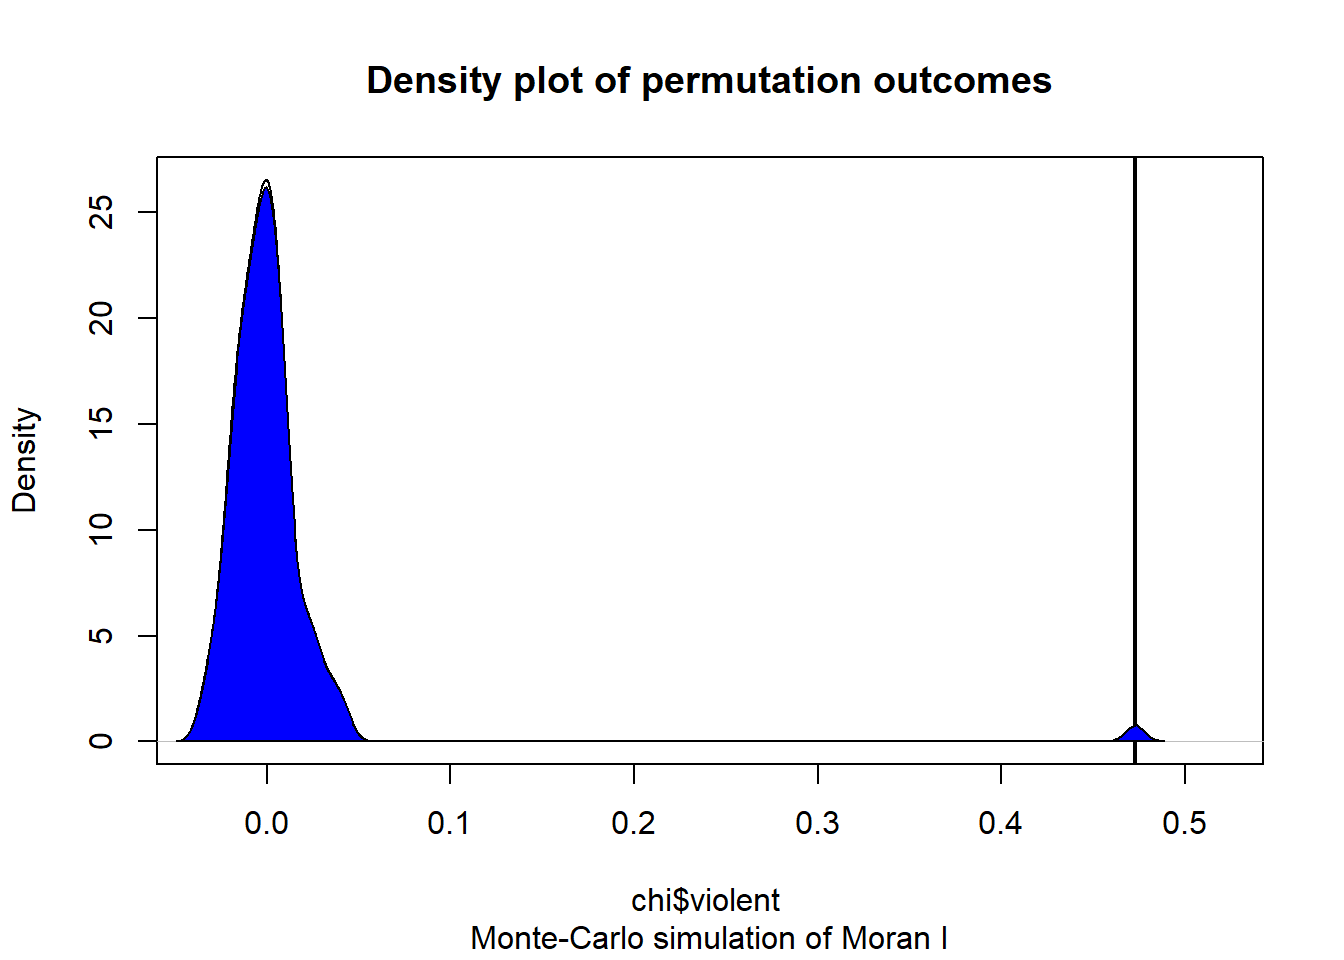 Density plot of permutation outcomes
Density
25
20
15
10
5
0
0.0 0.1 0.2 0.3 0.4 0.5
chi$violent
Monte-Carlo simulation of Moran I